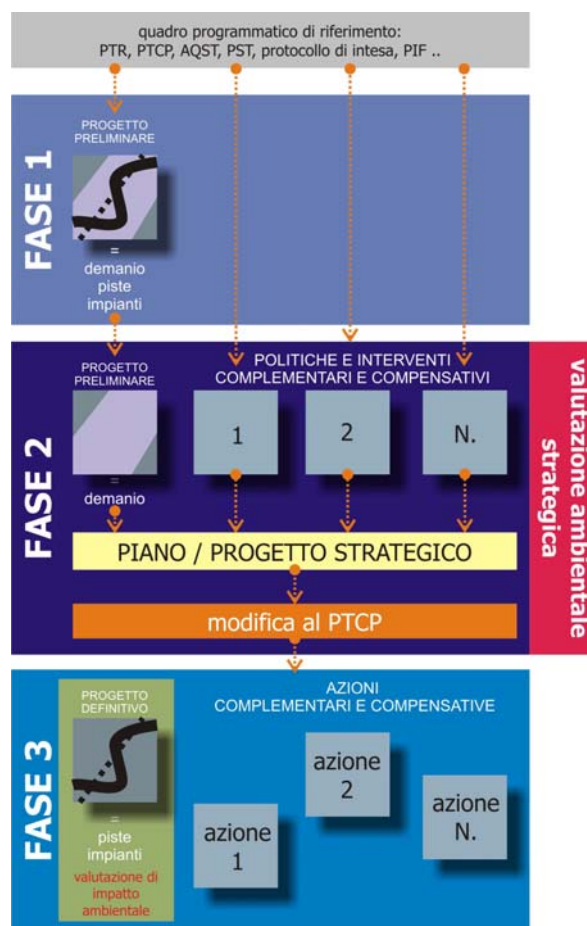 quadro programmatico di riferimento:
PTR, PTCP, AQST, PST, protocollo di intesa, PIF ..
FASE 1
PROGETTO
PRELIMINARE
=
demanio
piste
impianti
FASE 2
PROGETTO
PRELIMINARE
=
demanio
POLITICHE E INTERVENTI
COMPLEMENTARI E COMPENSATIVI
1
2
N.
PIANO / PROGETTO STRATEGICO
modifica al PTCP
valutazione ambientale
strategica
FASE 3
PROGETTO
DEFINITIVO
=
piste
impianti
valutazione di
impatto
ambientale
AZIONI
COMPLEMENTARI E COMPENSATIVE
azione
1
azione
2
azione
N.